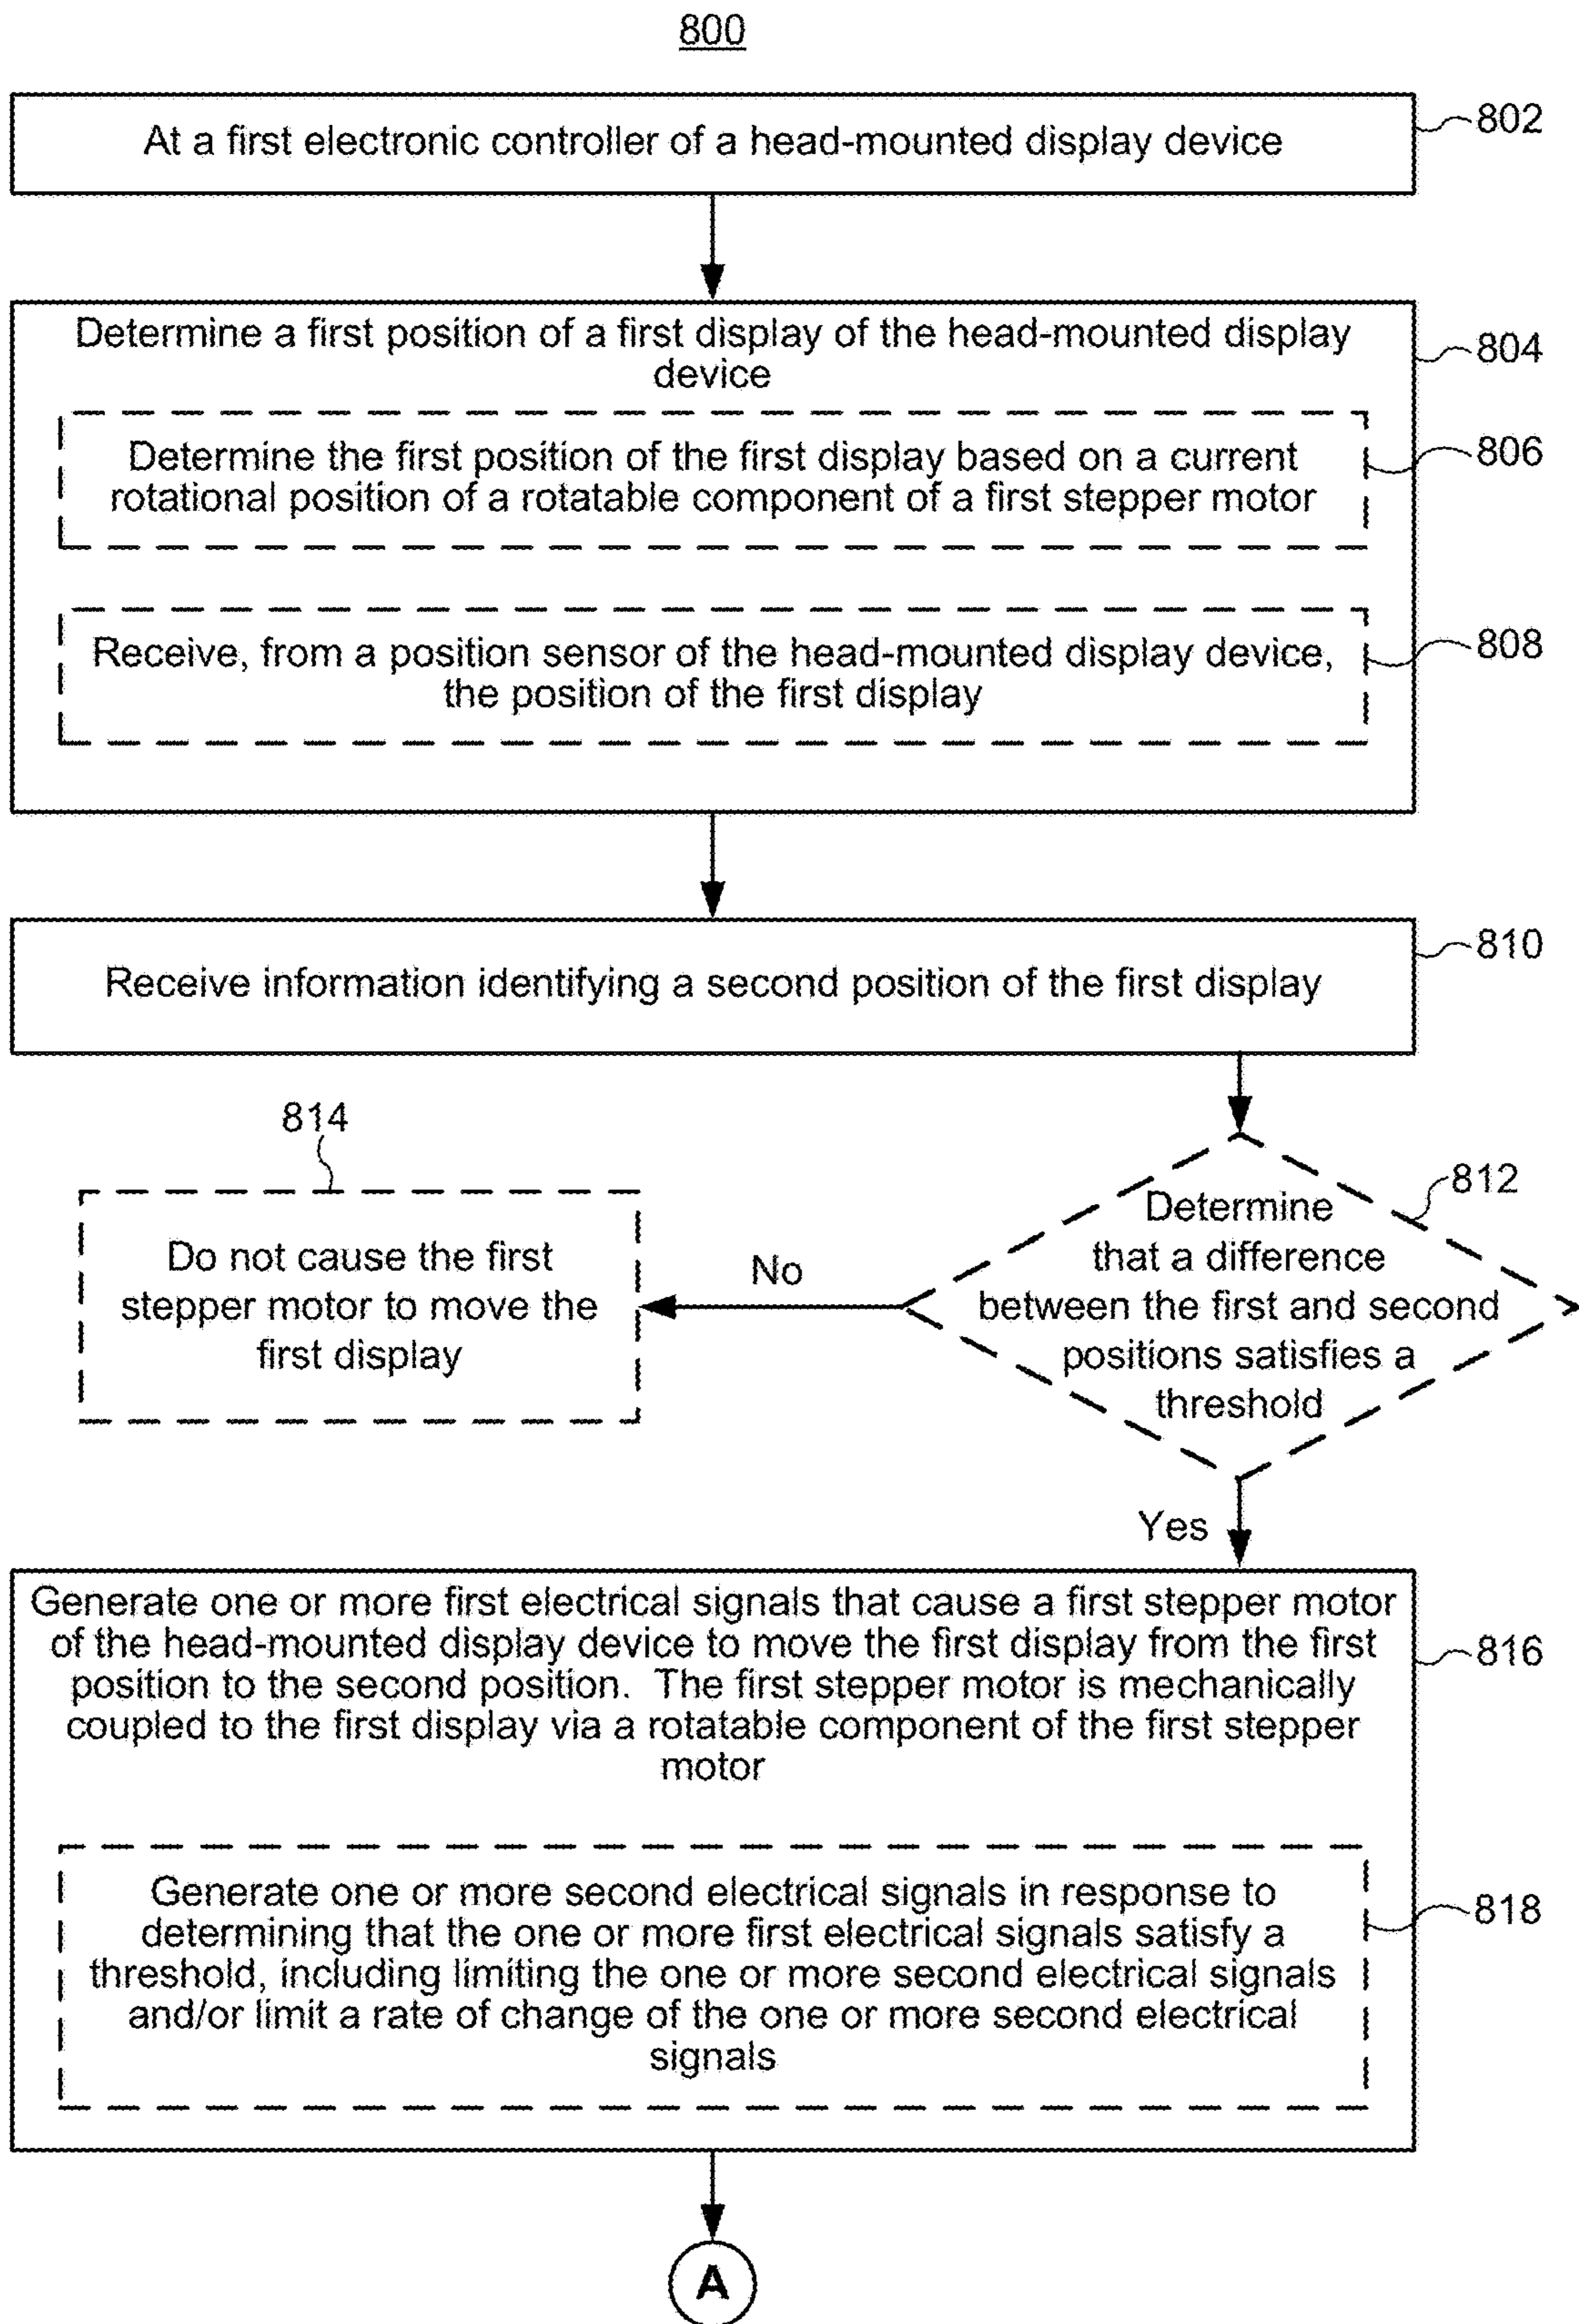 800
At a first electronic controller of a head-mounted display device
802
Determine a first position of a first display of the head-mounted display
device
804
Determine the first position of the first display based on a current
rotational position of a rotatable component of a first stepper motor
806
Receive, from a position sensor of the head-mounted display device,
the position of the first display
808
Receive information identifying a second position of the first display
810
812
Determine
that a difference
between the first and second
positions satisfies a
threshold
No
814
Do not cause the first
stepper motor to move the
first display
Yes
Generate one or more first electrical signals that cause a first stepper motor
of the head-mounted display device to move the first display from the first
position to the second position. The first stepper motor is mechanically
coupled to the first display via a rotatable component of the first stepper
motor
816
Generate one or more second electrical signals in response to
determining that the one or more first electrical signals satisfy a
threshold, including limiting the one or more second electrical signals
and/or limit a rate of change of the one or more second electrical
signals
818
A